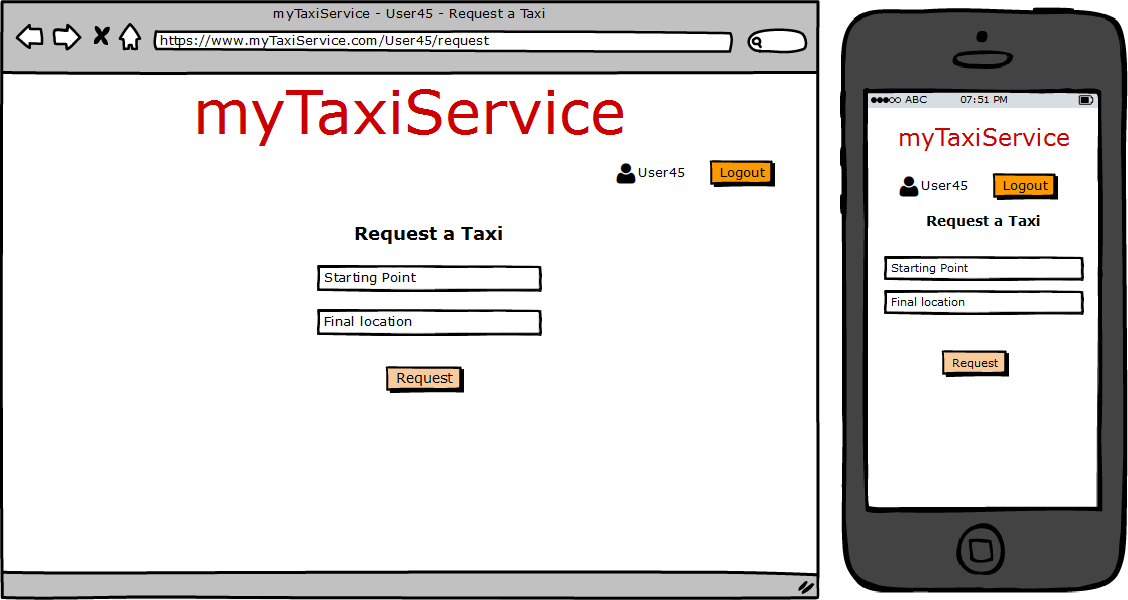 myTaxiService - User45 - Request a Taxi
https://www.myTaxiService.com/User45/request
myTaxiService
User45
Logout
Request a Taxi
Starting Point
Final location
Request
ABC 07:51 PM
myTaxiService
User45
Logout
Request a Taxi
Starting Point
Final location
Request